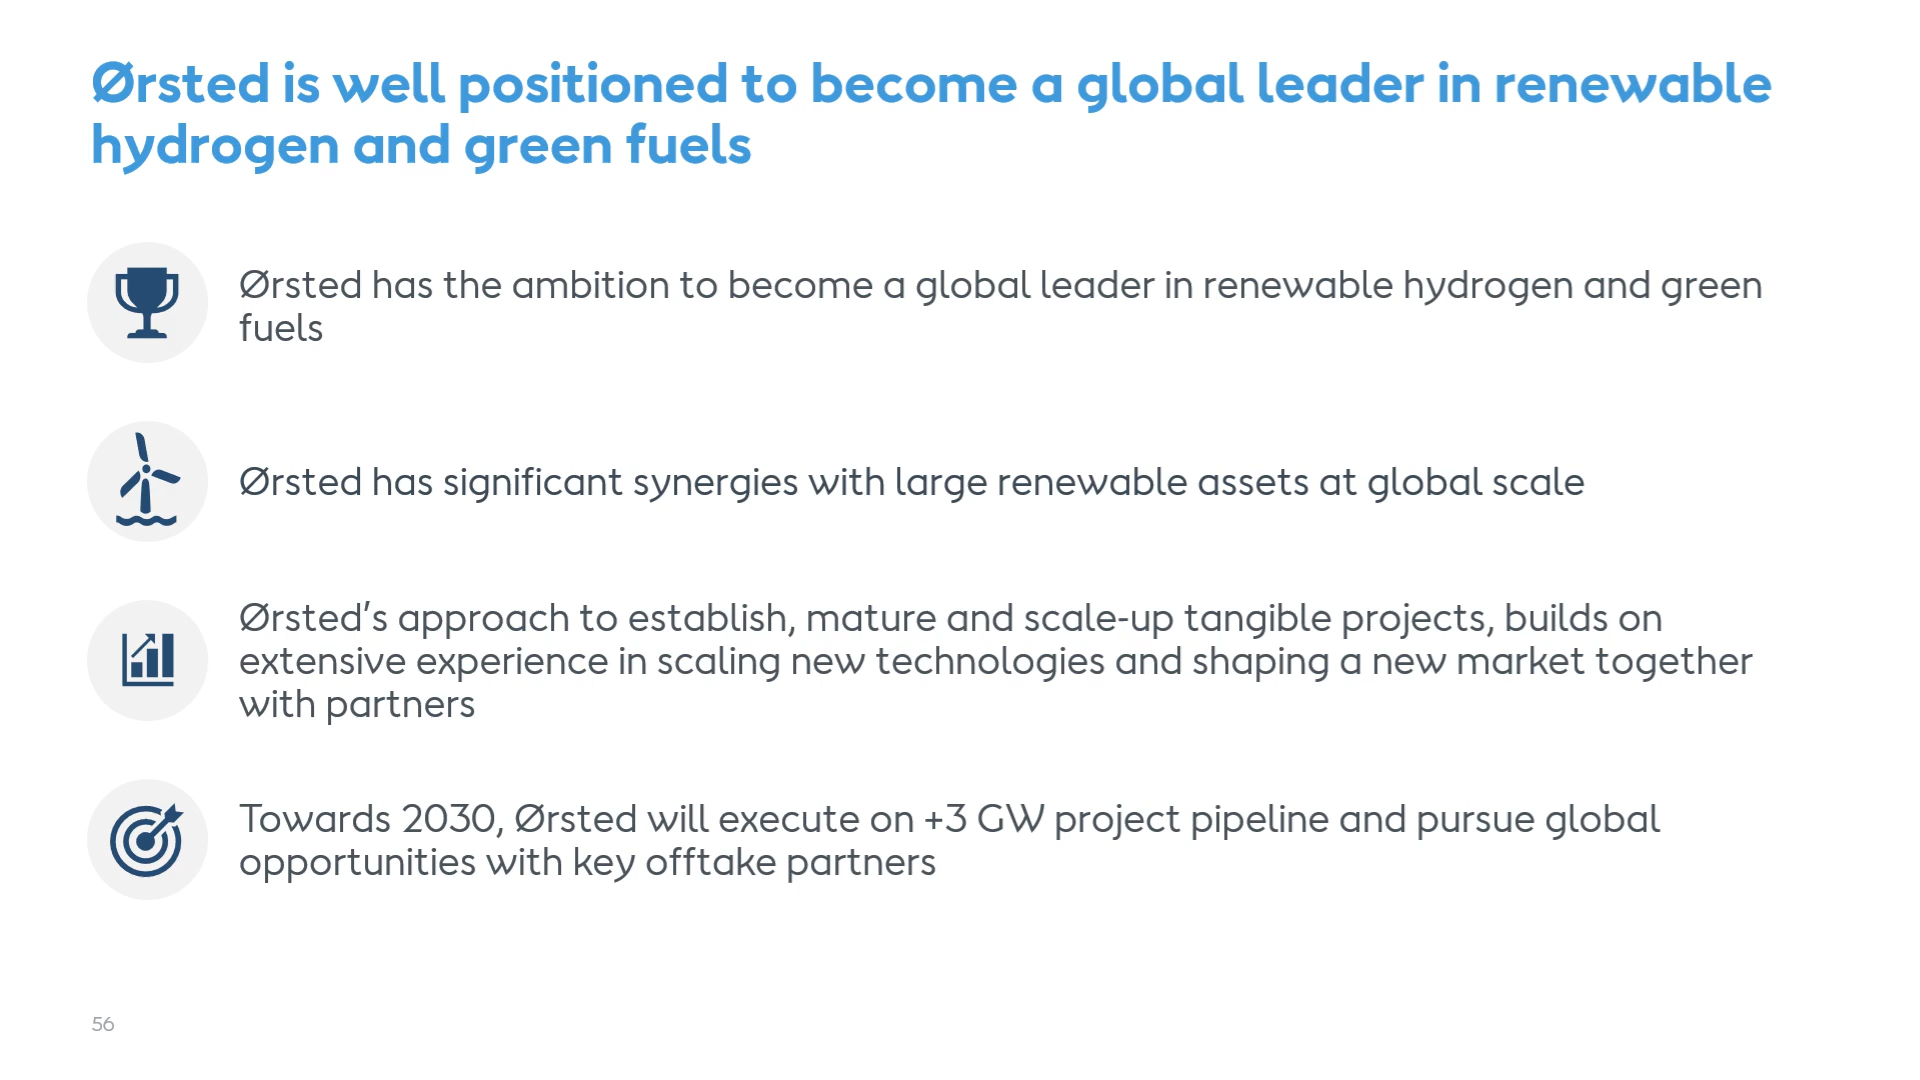 Ørsted is well positioned to become a global leader in renewable
hydrogen and green fuels
Ørsted has the ambition to become a global leader in renewable hydrogen and green
fuels
Ørsted has significant synergies with large renewable assets at global scale
Ørsted’s approach to establish, mature and scale-up tangible projects, builds on
extensive experience in scaling new technologies and shaping a new market together
with partners
Towards 2030, Ørsted will execute on +3 GW project pipeline and pursue global
opportunities with key offtake partners
56